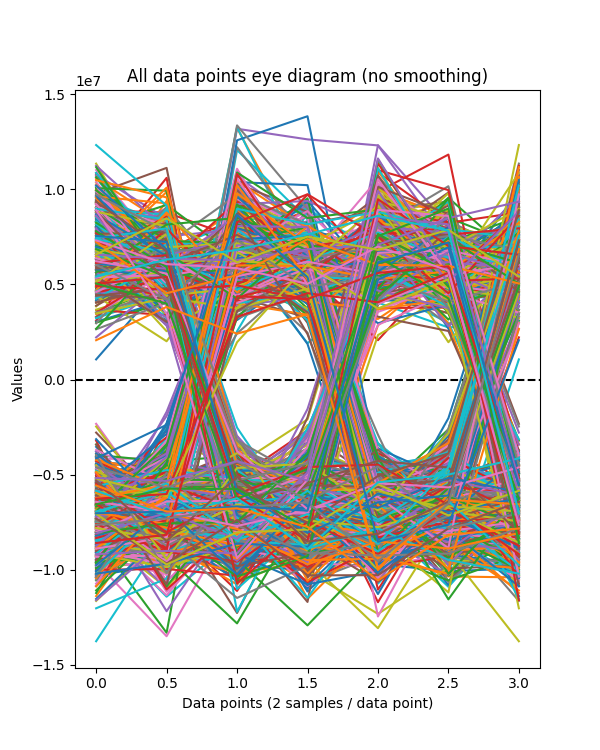 All data points eye diagram (no smoothing)
1e7
1.5
1.0
0.5
0.0
−0.5
−1.0
−1.5
Values
0.0 0.5 1.0 1.5 2.0 2.5 3.0
Data points (2 samples / data point)